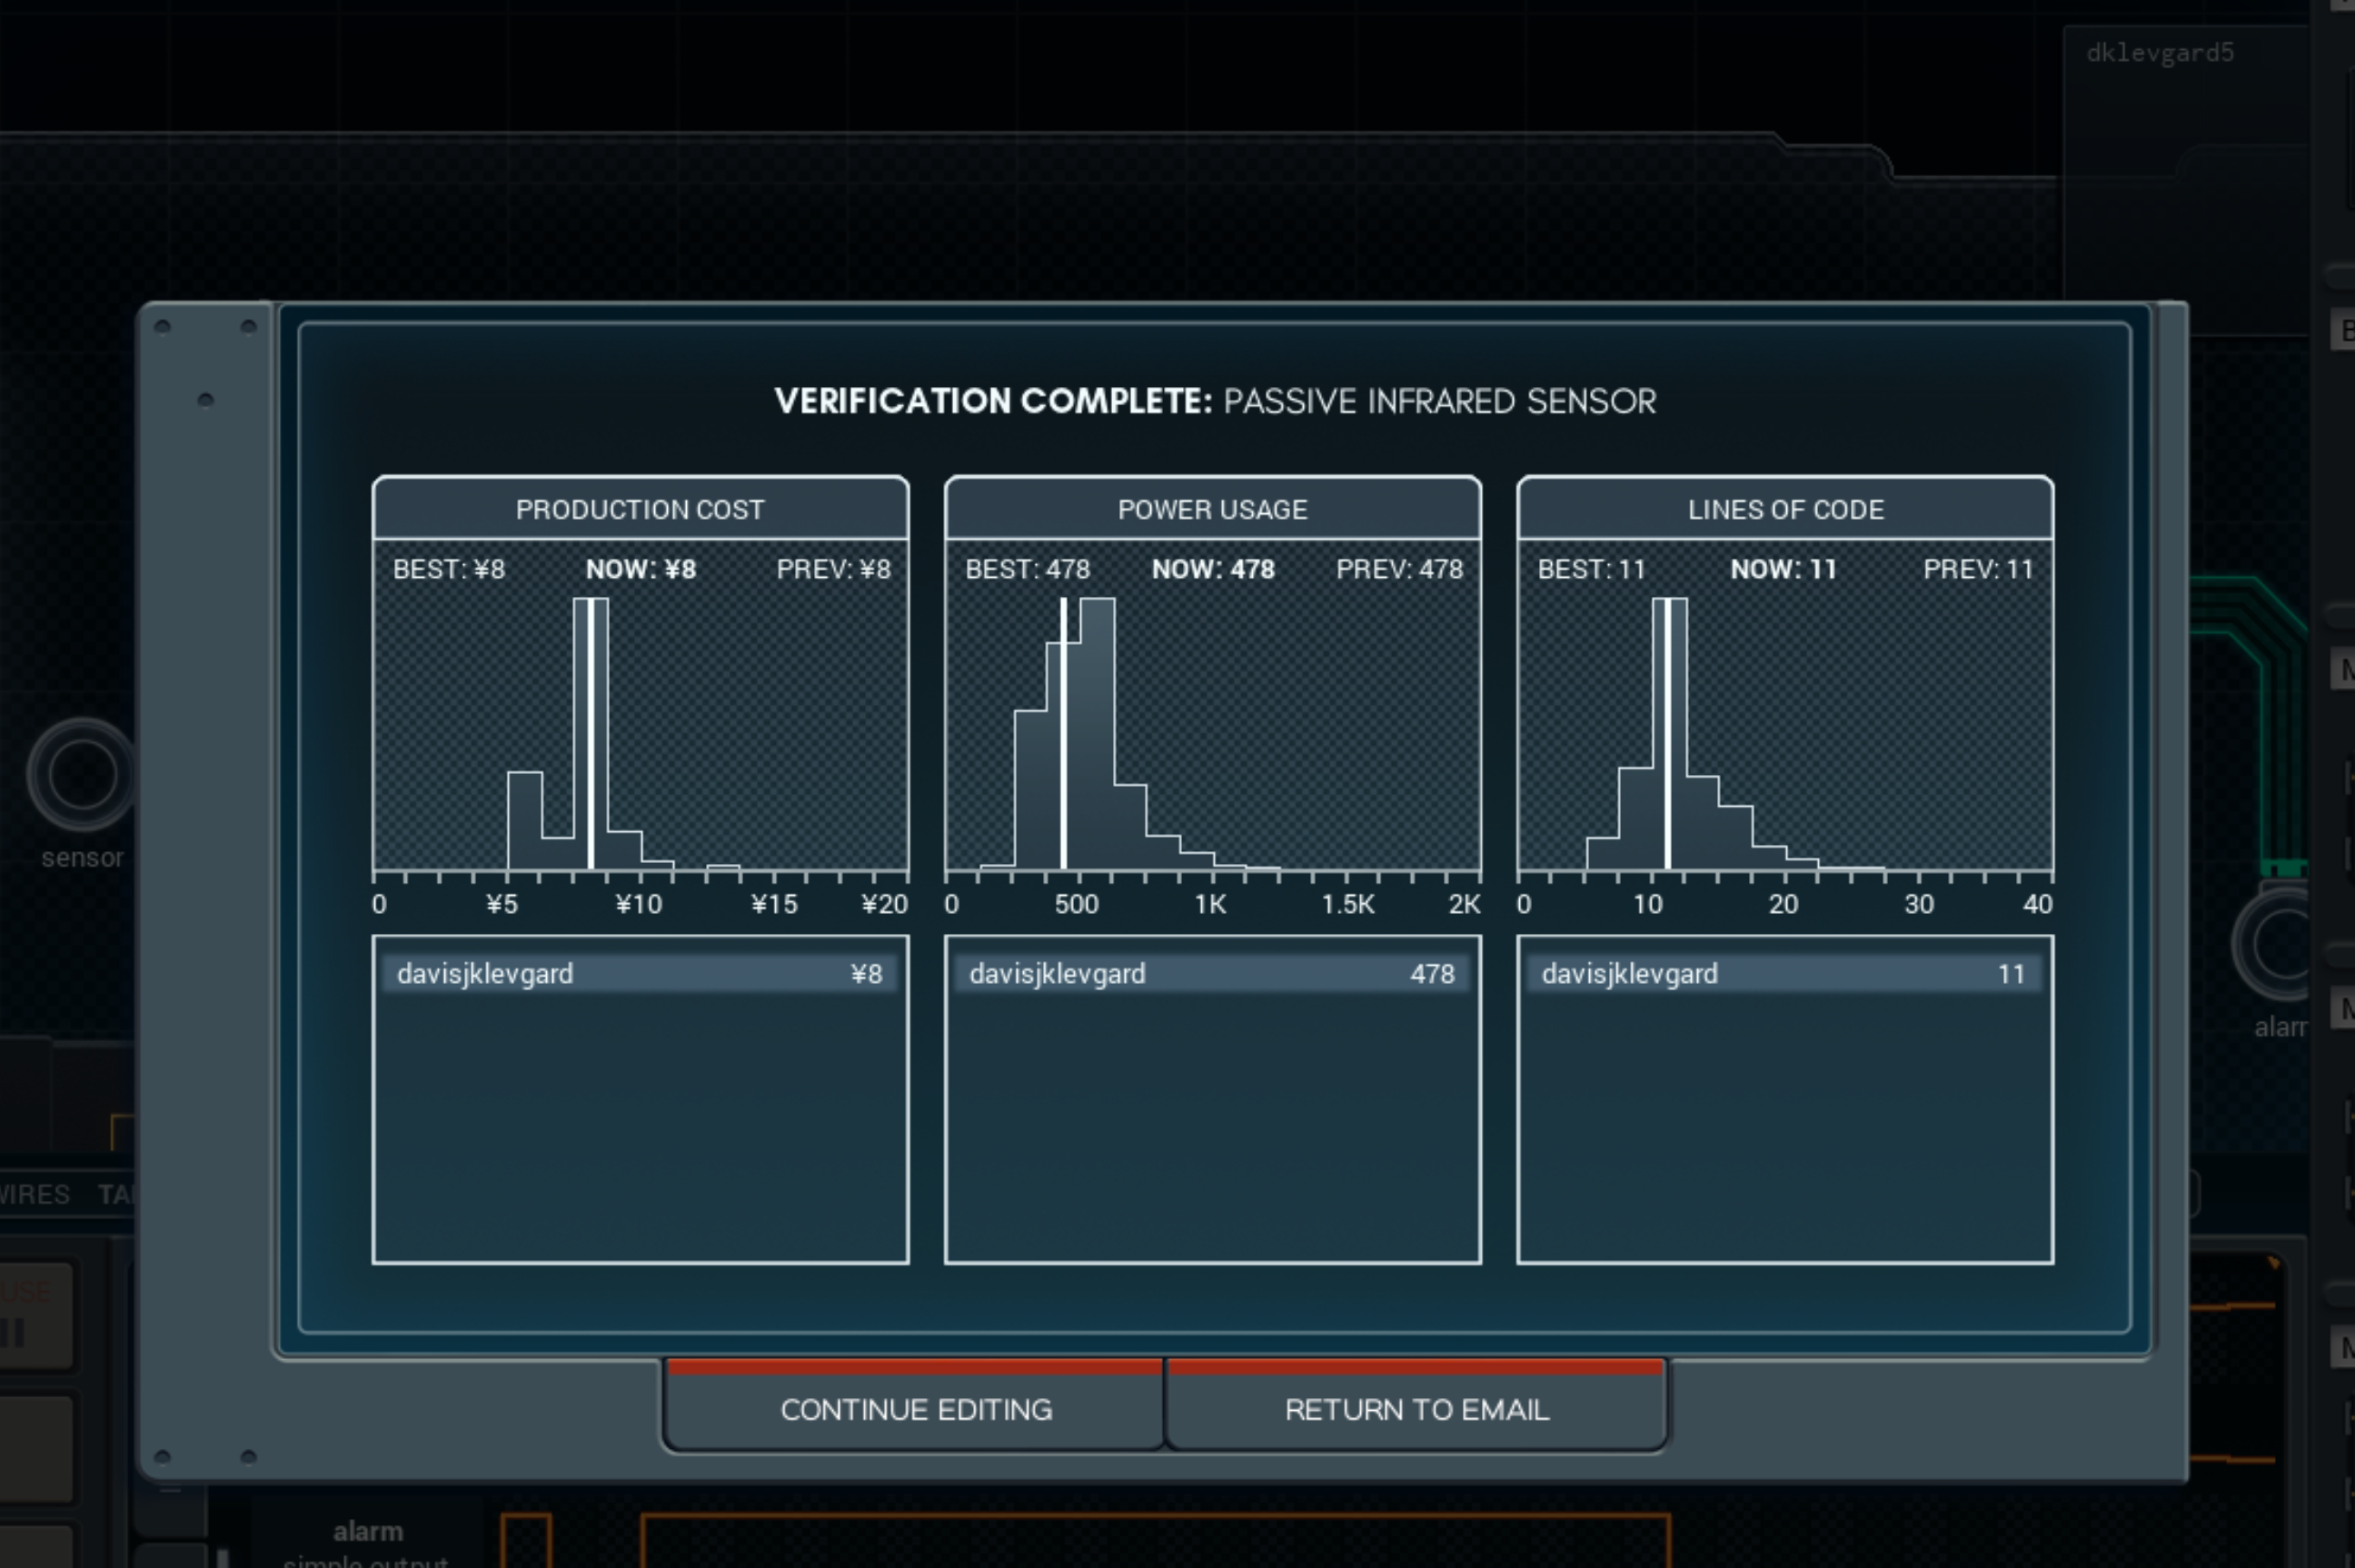 dklevgard5
VERIFICATION COMPLETE: PASSIVE INFRARED SENSOR
PRODUCTION COST
BEST: ¥8 NOW: ¥8 PREV: ¥8
0 ¥5 ¥10 ¥15 ¥20
davisjklevgard ¥8
POWER USAGE
BEST: 478 NOW: 478 PREV: 478
0 500 1K 1.5K 2K
davisjklevgard 478
LINES OF CODE
BEST: 11 NOW: 11 PREV: 11
0 10 20 30 40
davisjklevgard 11
sensor
CONTINUE EDITING
RETURN TO EMAIL
alarm
simple output